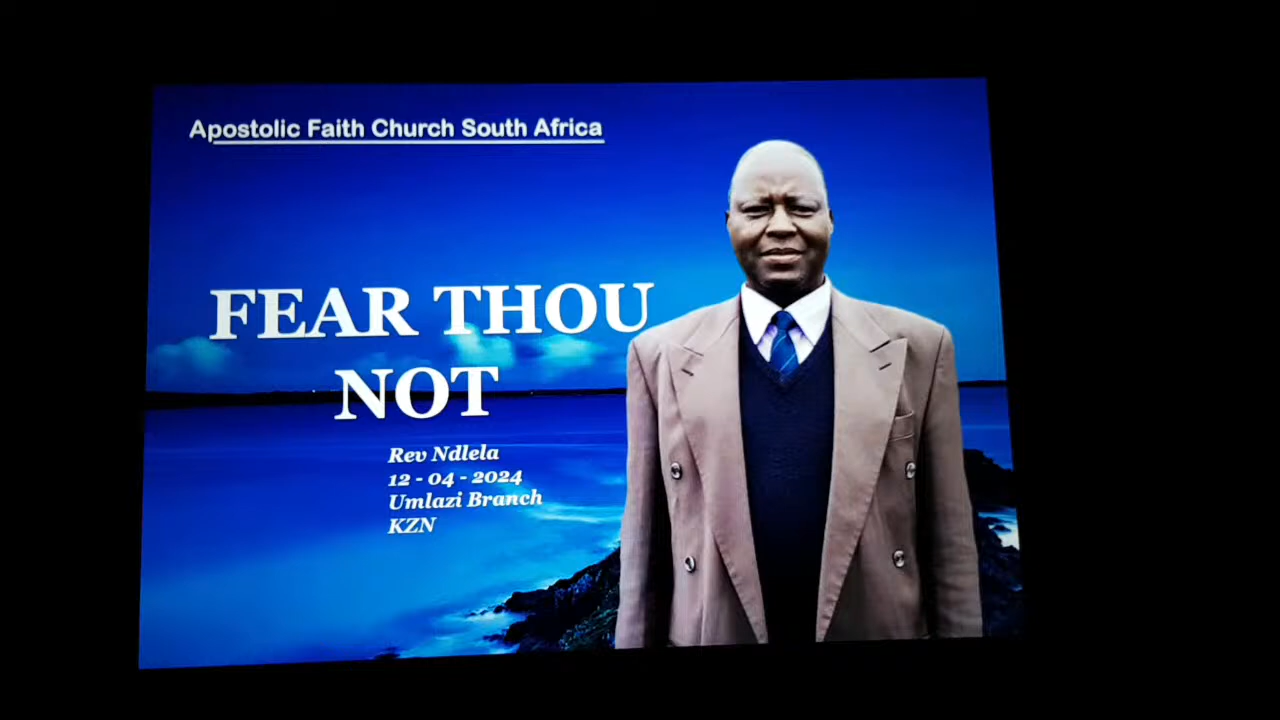 Apostolic Faith Church South Africa
FEAR THOU
NOT
Rev Ndlela
12 - 04 - 2024
Umlazi Branch
KZN